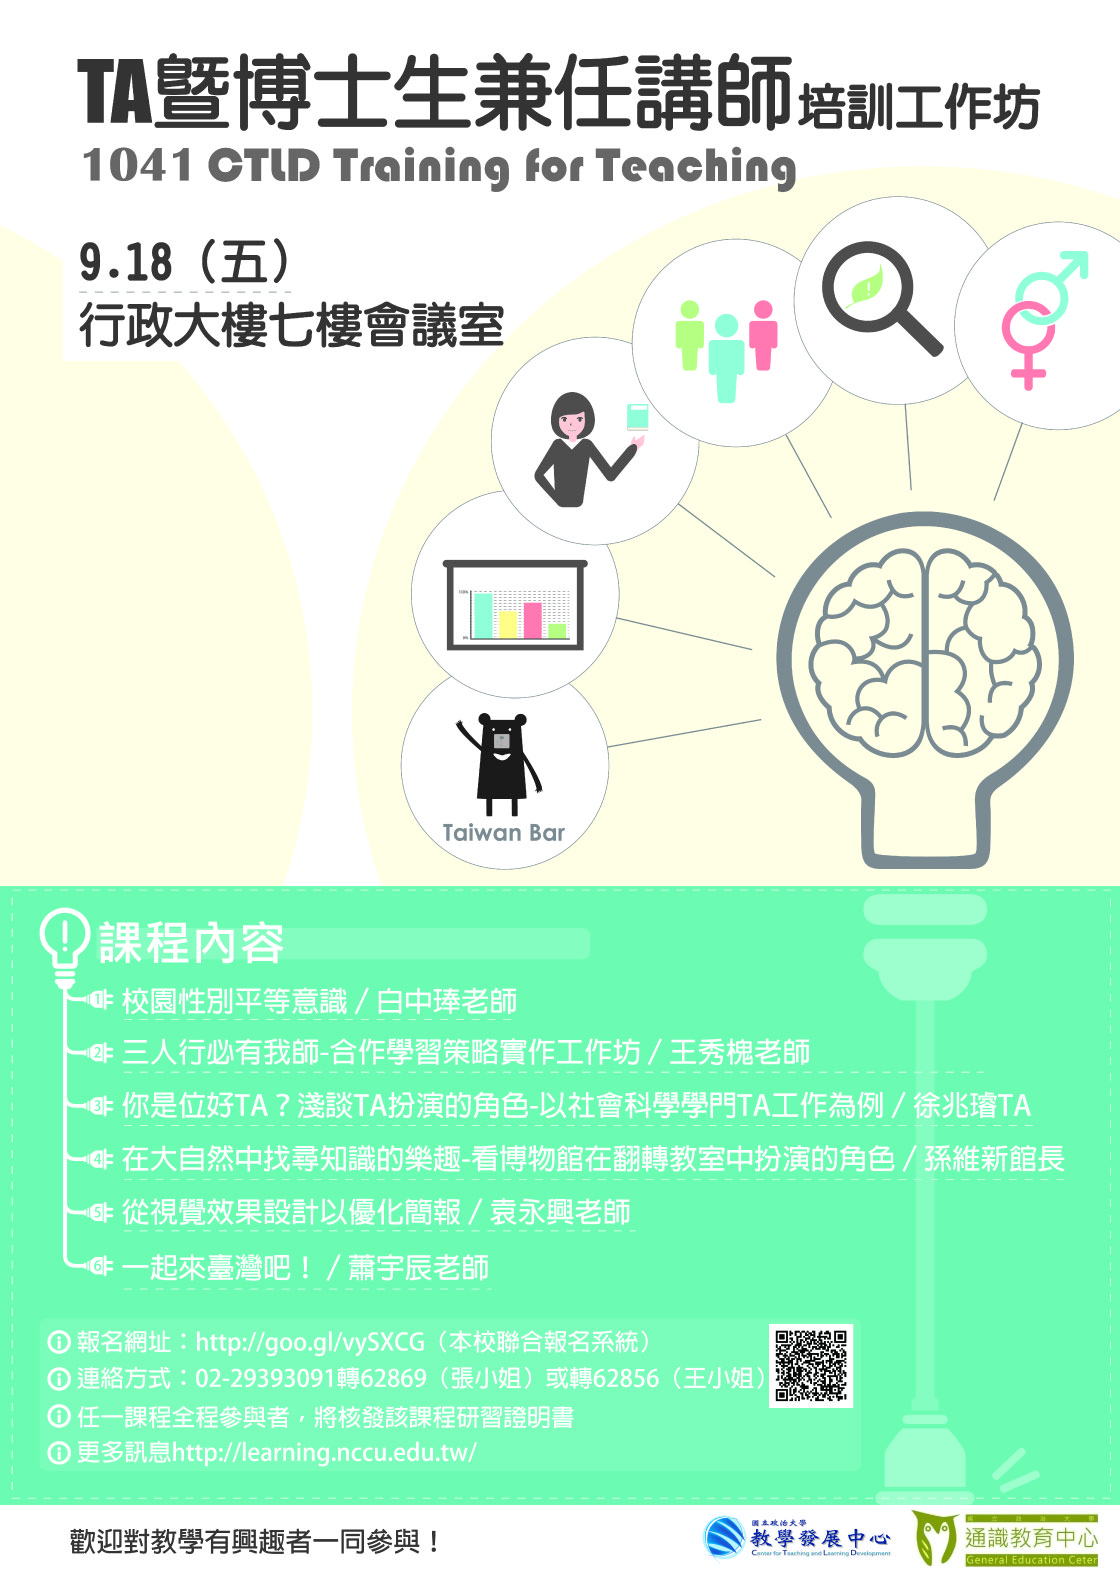 TA暨博士生兼任講師 培訓工作坊
1041 CTLD Training for Teaching
9.18（五）
行政大樓七樓會議室
100%
0%
Taiwan Bar
課程內容
1 校園性別平等意識 / 白中琫老師
2 三人行必有我師-合作學習策略實作工作坊 / 王秀槐老師
3 你是位好TA？淺談TA扮演的角色-以社會科學學門TA工作為例 / 徐兆璿TA
4 在大自然中找尋知識的樂趣-看博物館在翻轉教室中扮演的角色 / 孫維新館長
5 從視覺效果設計以優化簡報 / 袁永興老師
6 一起來臺灣吧！ / 蕭宇辰老師
報名網址：http://goo.gl/vySXCG（本校聯合報名系統）
連絡方式：02-29393091轉62869（張小姐）或轉62856（王小姐）
任一課程全程參與者，將核發該課程研習證明書
更多訊息http://learning.nccu.edu.tw/
歡迎對教學有興趣者一同參與！
國立政治大學
教學發展中心
Center for Teaching and Learning Development
國立政治大學
通識教育中心
General Education Ceter